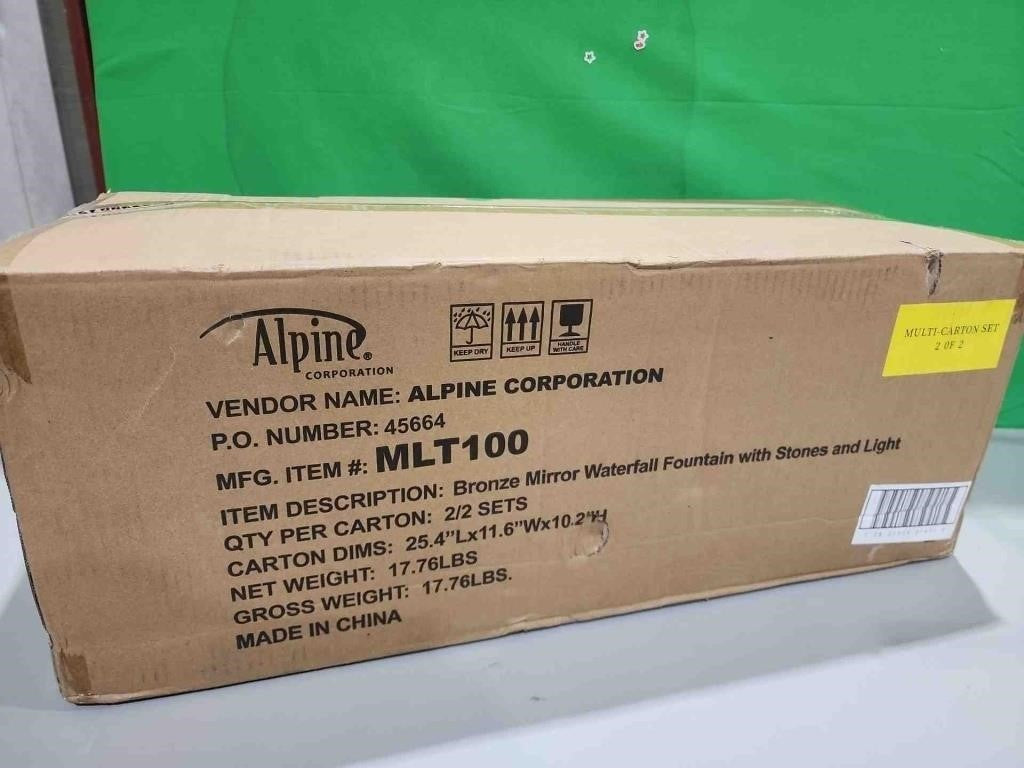 Alpine®
CORPORATION
KEEP DRY
KEEP UP
HANDLE
WITH CARE
MULTI-CARTON SET
2 OF 2
VENDOR NAME: ALPINE CORPORATION
P.O. NUMBER: 45664
MFG. ITEM #: MLT100
ITEM DESCRIPTION: Bronze Mirror Waterfall Fountain with Stones and Light
QTY PER CARTON: 2/2 SETS
CARTON DIMS: 25.4”Lx11.6”Wx10.2”H
NET WEIGHT: 17.76LBS
GROSS WEIGHT: 17.76LBS.
MADE IN CHINA